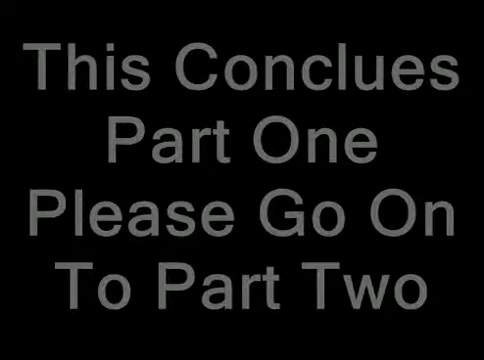 This Conclues
Part One
Please Go On
To Part Two